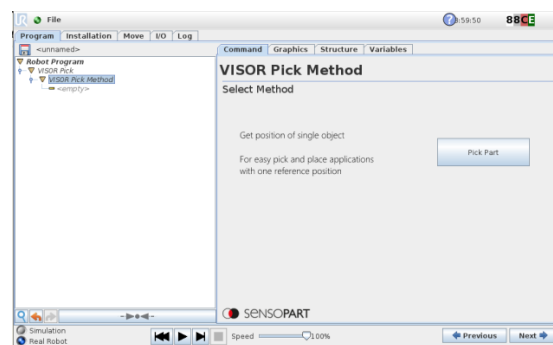 File
9:59:50
88CE
Program Installation Move I/O Log
<unnamed>
Command Graphics Structure Variables
Robot Program
VISOR Pick
VISOR Pick Method
<empty>
VISOR Pick Method
Select Method
Get position of single object
For easy pick and place applications
with one reference position
Pick Part
SENSOPART
Simulation
Real Robot
Speed
100%
Previous
Next